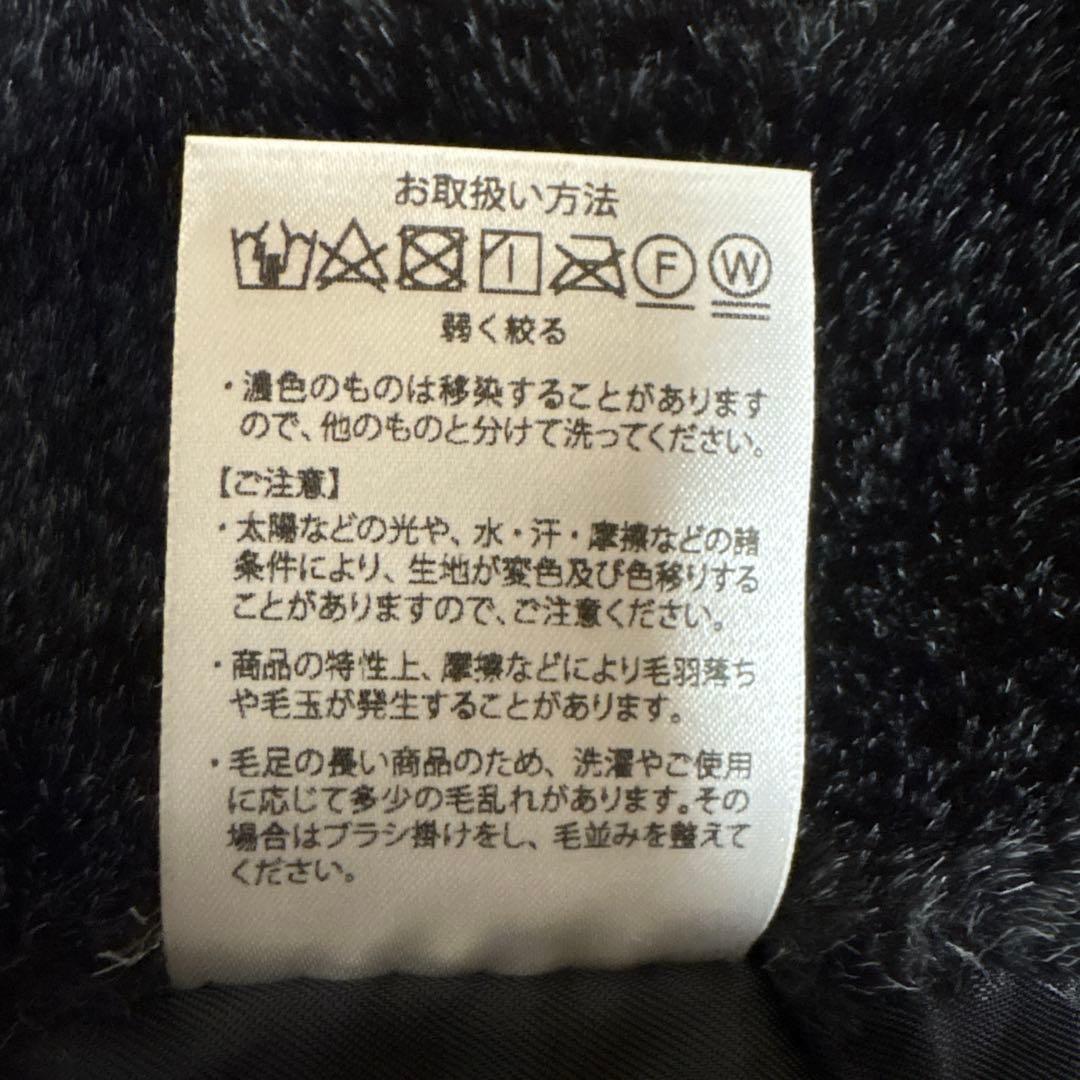 お取扱い方法
F W
弱く絞る
・濃色のものは移染することがあります
ので、他のものと分けて洗ってください。
【ご注意】
・太陽などの光や、水・汗・摩擦などの諸
条件により、生地が変色及び色移りする
ことがありますので、ご注意ください。
・商品の特性上、摩擦などにより毛羽落ち
や毛玉が発生することがあります。
・毛足の長い商品のため、洗濯やご使用
に応じて多少の毛乱れがあります。その
場合はブラシ掛けをし、毛並みを整えて
ください。